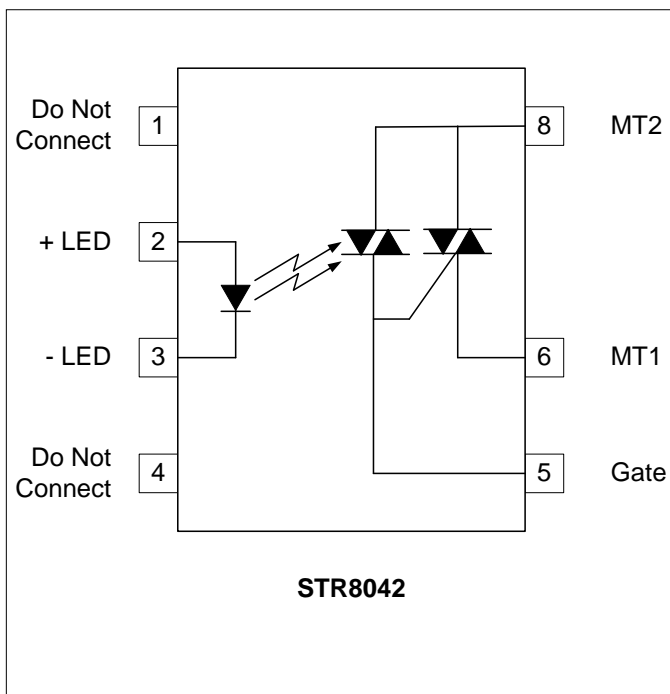 Do Not
Connect
1
8
MT2
+ LED
2
- LED
3
6
MT1
Do Not
Connect
4
5
Gate
STR8042